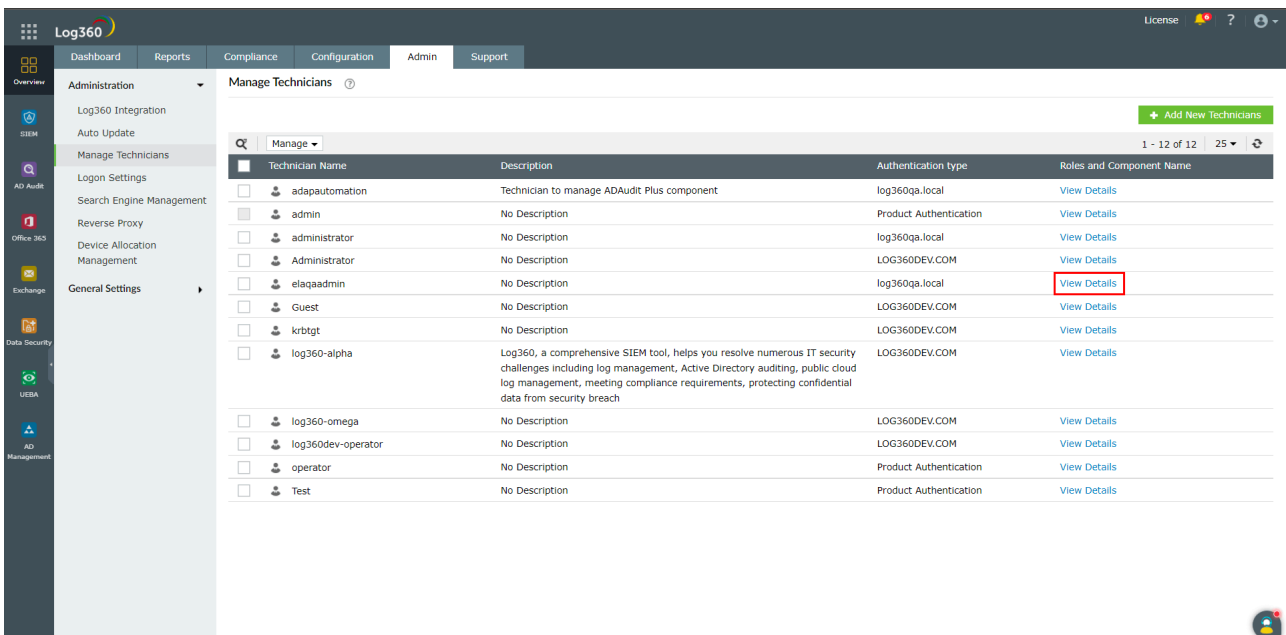 License 6 ?
Log360
Dashboard Reports Compliance Configuration Admin Support
Overview
SIEM
AD Audit
Office 365
Exchange
Data Security
UEBA
AD
Management
Administration
Log360 Integration
Auto Update
Manage Technicians
Logon Settings
Search Engine Management
Reverse Proxy
Device Allocation
Management
General Settings
Manage Technicians ?
+ Add New Technicians
Manage 1 - 12 of 12 25
Technician Name Description Authentication type Roles and Component Name
adapautomation Technician to manage ADAudit Plus component log360qa.local View Details
admin No Description Product Authentication View Details
administrator No Description log360qa.local View Details
Administrator No Description LOG360DEV.COM View Details
elaqaadmin No Description log360qa.local View Details
Guest No Description LOG360DEV.COM View Details
krbtgt No Description LOG360DEV.COM View Details
log360-alpha Log360, a comprehensive SIEM tool, helps you resolve numerous IT security LOG360DEV.COM View Details
challenges including log management, Active Directory auditing, public cloud
log management, meeting compliance requirements, protecting confidential
data from security breach
log360-omega No Description LOG360DEV.COM View Details
log360dev-operator No Description LOG360DEV.COM View Details
operator No Description Product Authentication View Details
Test No Description Product Authentication View Details